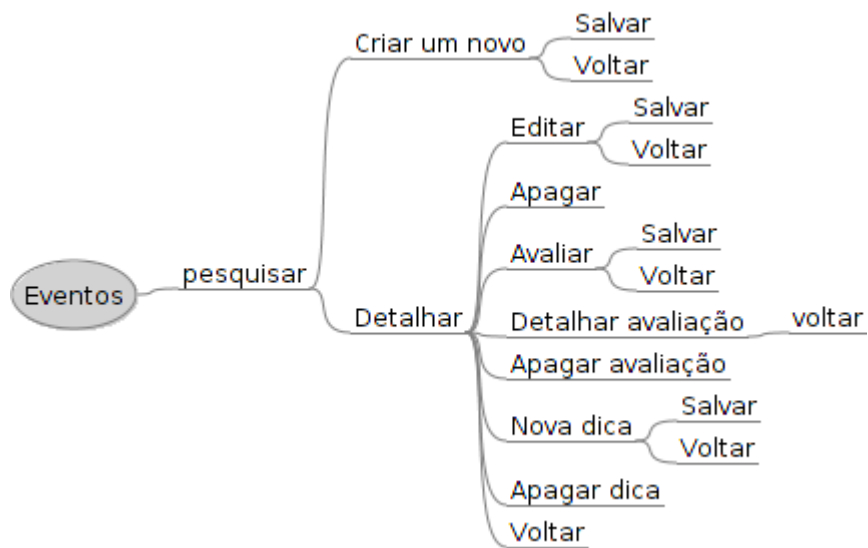 Eventos
pesquisar
Criar um novo
Salvar
Voltar
Detalhar
Editar
Salvar
Voltar
Apagar
Avaliar
Salvar
Voltar
Detalhar avaliação
voltar
Apagar avaliação
Nova dica
Salvar
Voltar
Apagar dica
Voltar